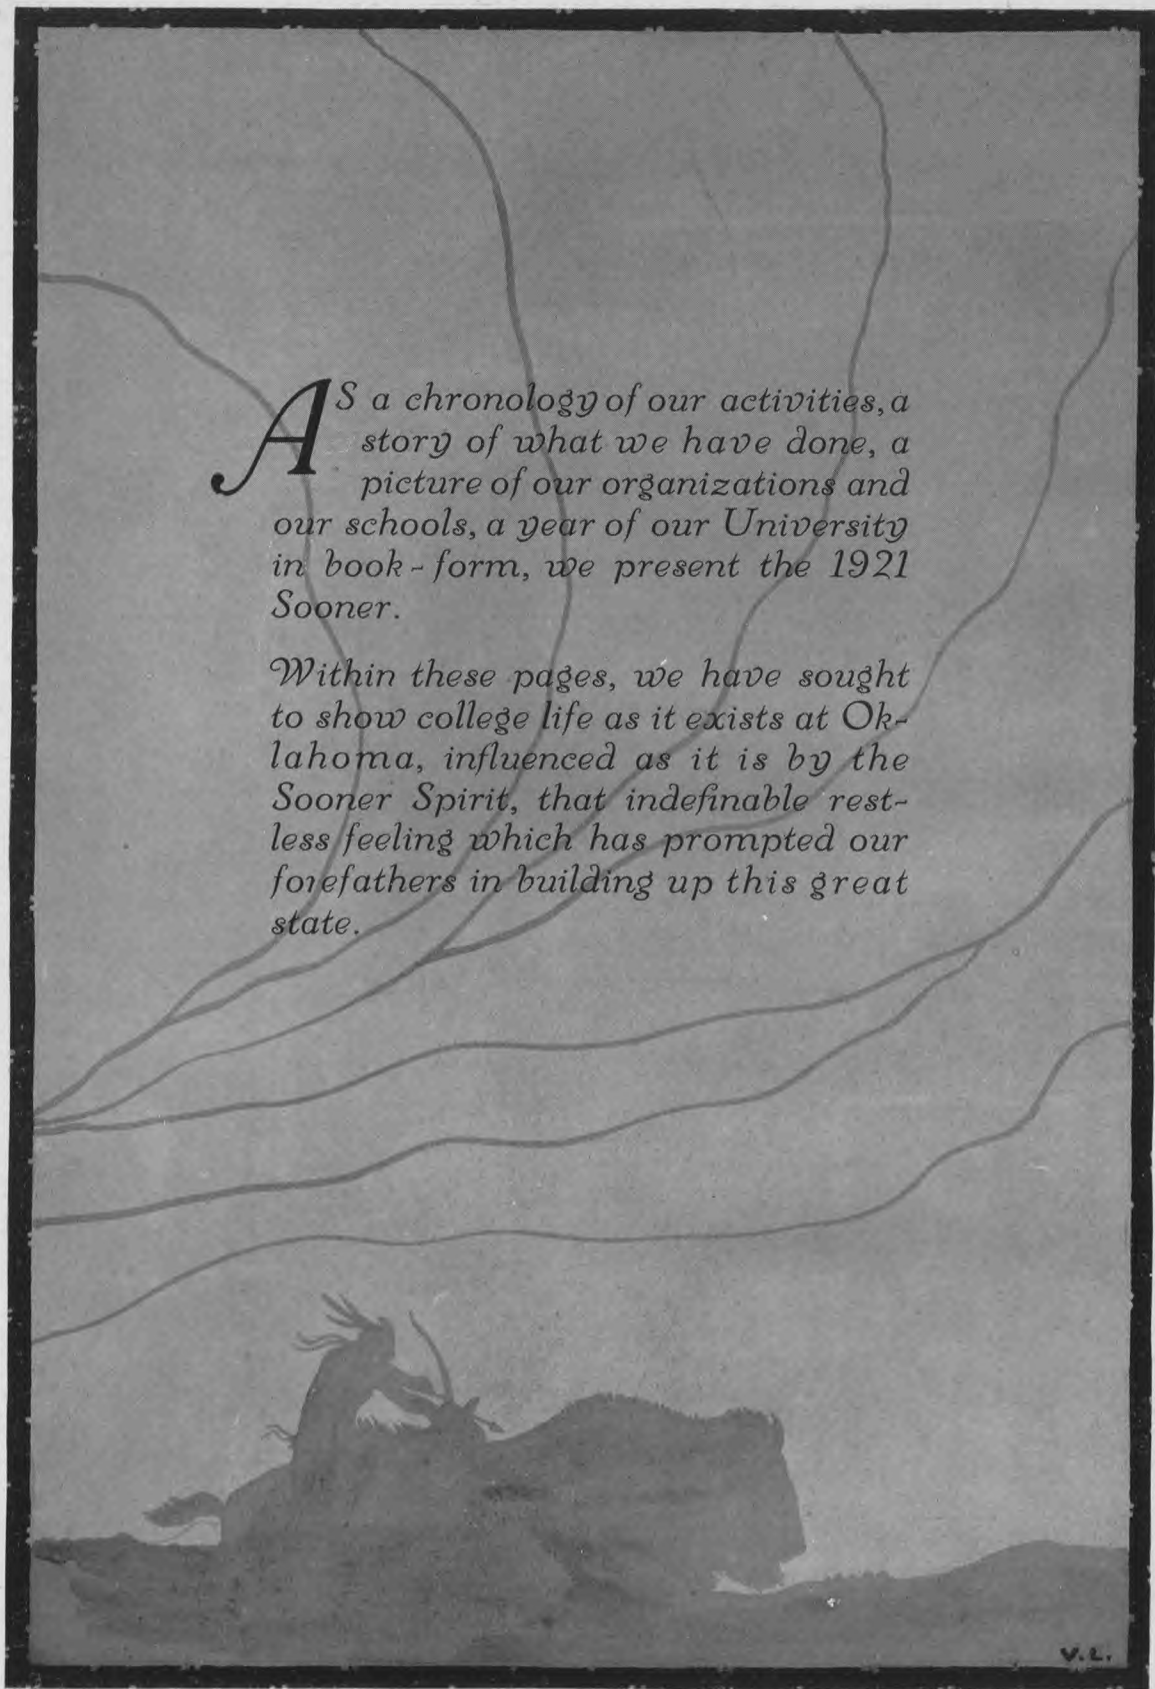 AS a chronology of our activities, a
story of what we have done, a
picture of our organizations and
our schools, a year of our University
in book-form, we present the 1921
Sooner.
Within these pages, we have sought
to show college life as it exists at Ok-
lahoma, influenced as it is by the
Sooner Spirit, that indefinable rest-
less feeling which has prompted our
forefathers in building up this great
state.
V.L.